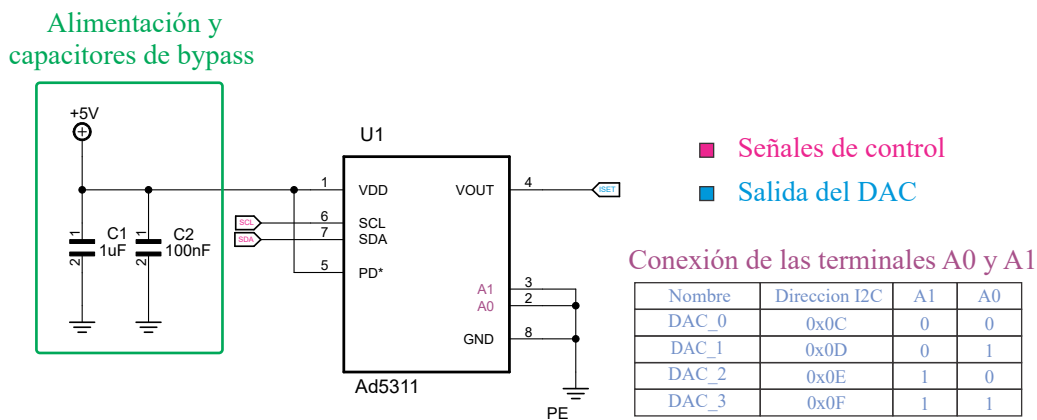 Alimentación y
capacitores de bypass
+5V
U1
1 VDD VOUT 4 ISET
SCL 6 SCL
SDA 7 SDA
5 PD*
1 C1 1uF 2
1 C2 100nF 2
A1 3
A0 2
GND 8
Ad5311
PE
Señales de control
Salida del DAC
Conexión de las terminales A0 y A1
Nombre Direccion I2C A1 A0
DAC_0 0x0C 0 0
DAC_1 0x0D 0 1
DAC_2 0x0E 1 0
DAC_3 0x0F 1 1